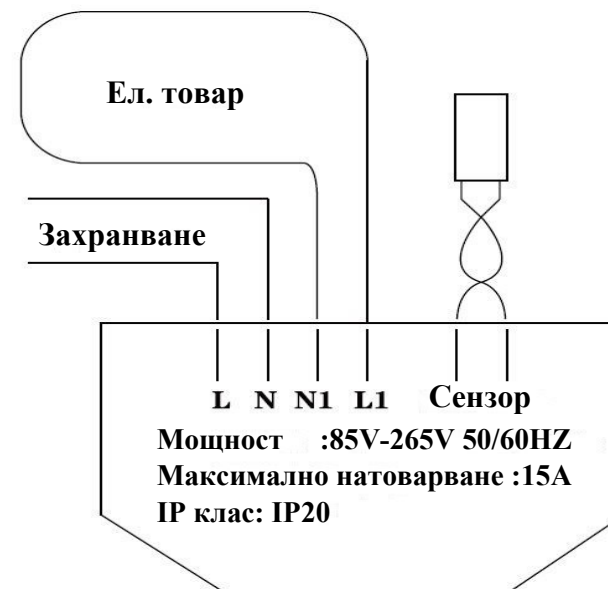 Ел. товар
Захранване
L N N1 L1 Сензор
Мощност :85V-265V 50/60HZ
Максимално натоварване :15A
IP клас: IP20